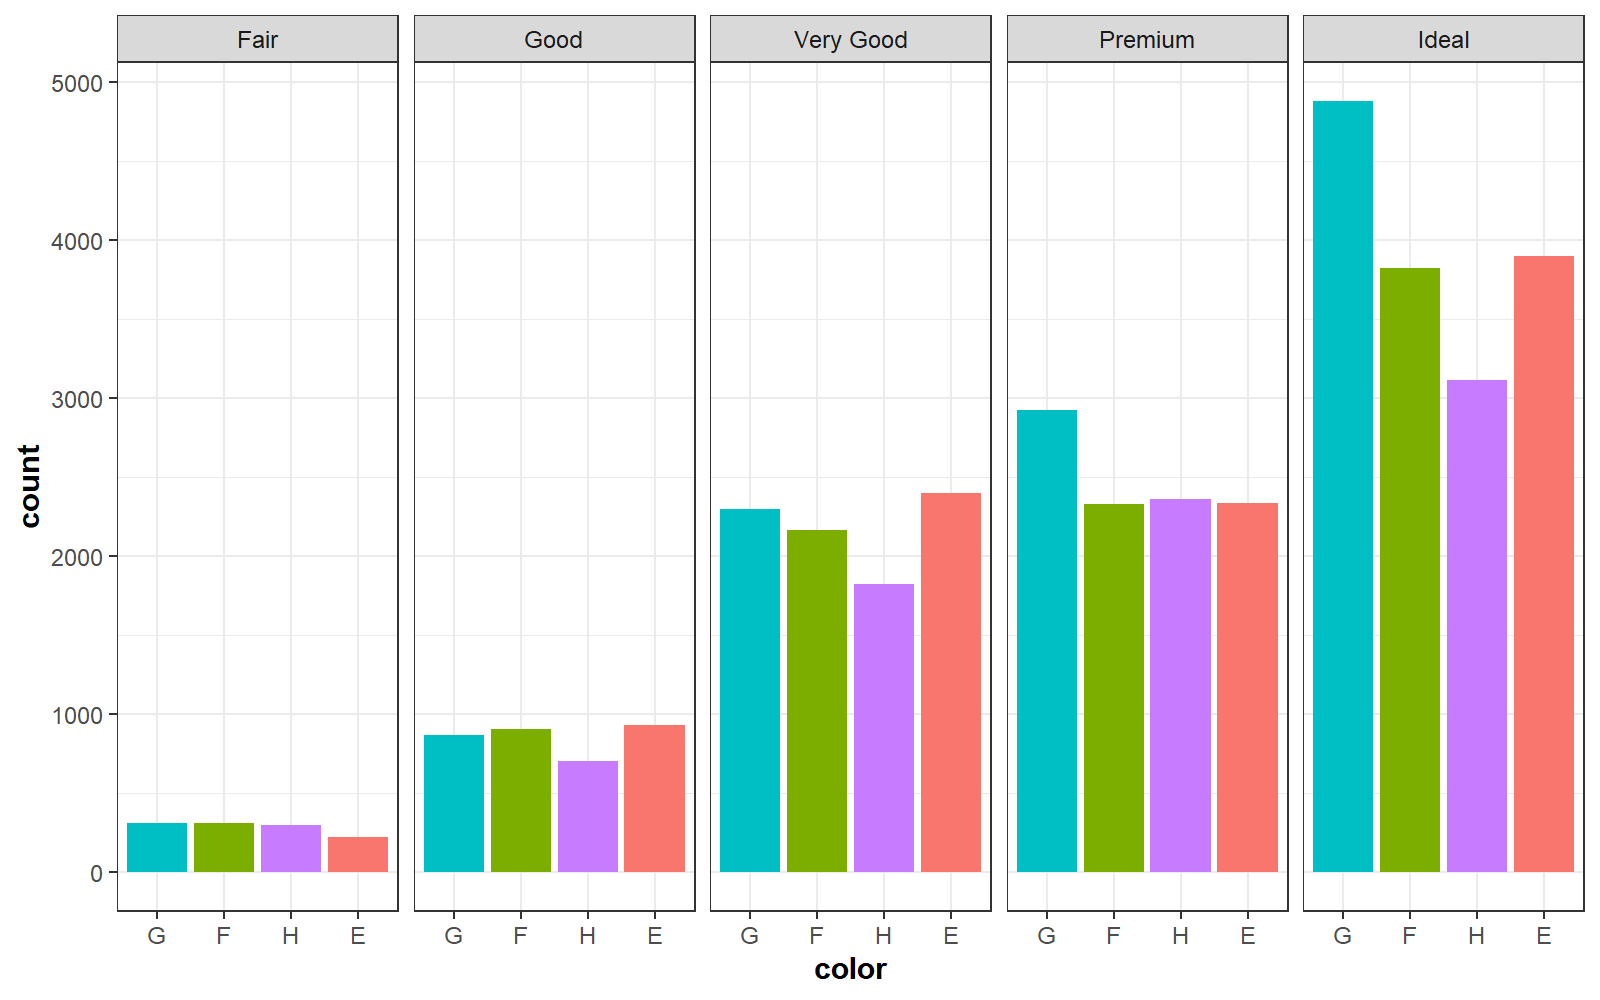 Fair Good Very Good Premium Ideal
5000
4000
3000
2000
1000
0
count
G F H E G F H E G F H E G F H E G F H E
color